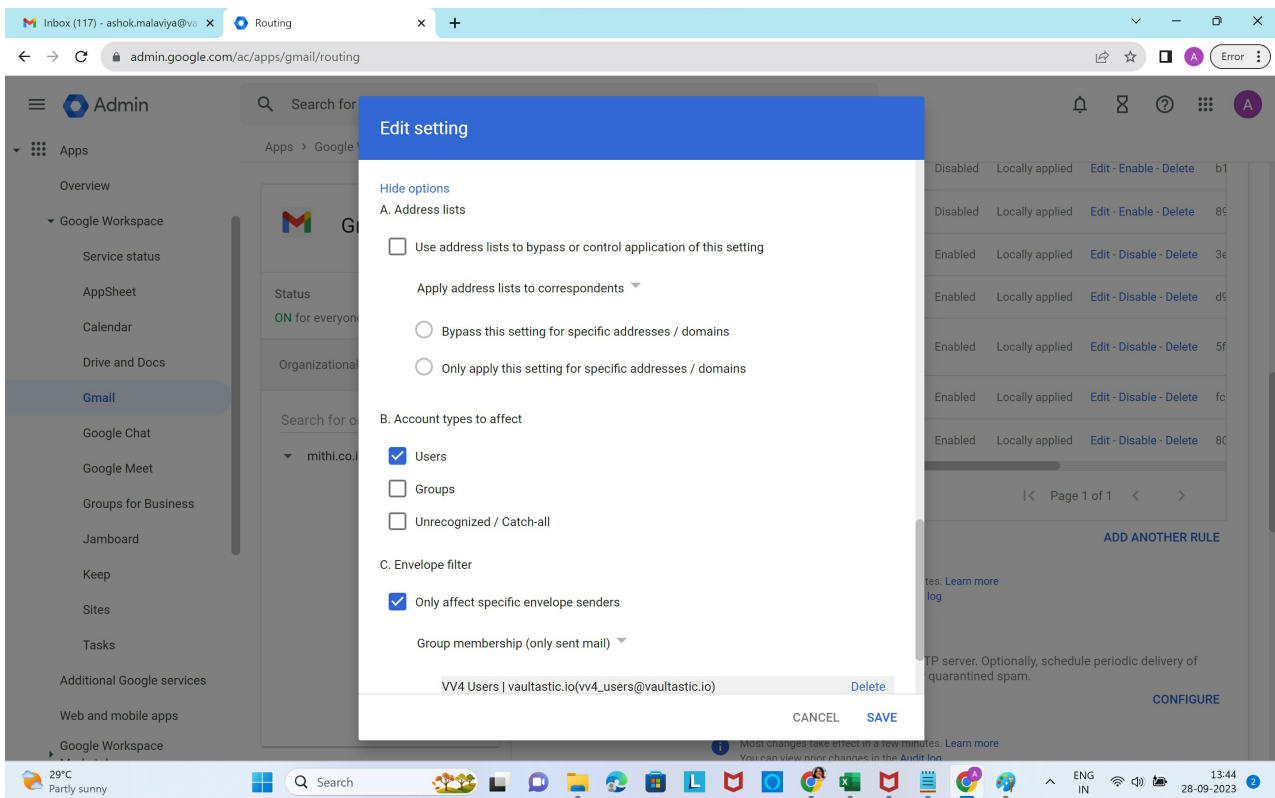 Inbox (117) - ashok.malaviya@va
Routing
admin.google.com/ac/apps/gmail/routing
A
Error
Admin
Search for
A
Apps
Overview
Google Workspace
Service status
AppSheet
Calendar
Drive and Docs
Gmail
Google Chat
Google Meet
Groups for Business
Jamboard
Keep
Sites
Tasks
Additional Google services
Web and mobile apps
Google Workspace
Apps > Google
Status
ON for everyone
Organizational
Search for o
mithi.co.i
Edit setting
Hide options
A. Address lists
Use address lists to bypass or control application of this setting
Apply address lists to correspondents
Bypass this setting for specific addresses / domains
Only apply this setting for specific addresses / domains
B. Account types to affect
Users
Groups
Unrecognized / Catch-all
C. Envelope filter
Only affect specific envelope senders
Group membership (only sent mail)
VV4 Users | vaultastic.io(vv4_users@vaultastic.io) Delete
CANCEL SAVE
Disabled Locally applied Edit - Enable - Delete b1
Disabled Locally applied Edit - Enable - Delete 89
Enabled Locally applied Edit - Disable - Delete 3e
Enabled Locally applied Edit - Disable - Delete d9
Enabled Locally applied Edit - Disable - Delete 5f
Enabled Locally applied Edit - Disable - Delete fc
Enabled Locally applied Edit - Disable - Delete 80
Page 1 of 1
ADD ANOTHER RULE
tes. Learn more
log
TP server. Optionally, schedule periodic delivery of
quarantined spam.
CONFIGURE
Most changes take effect in a few minutes. Learn more
You can view prior changes in the Audit log
29°C
Partly sunny
Search
ENG
IN
13:44
28-09-2023
2